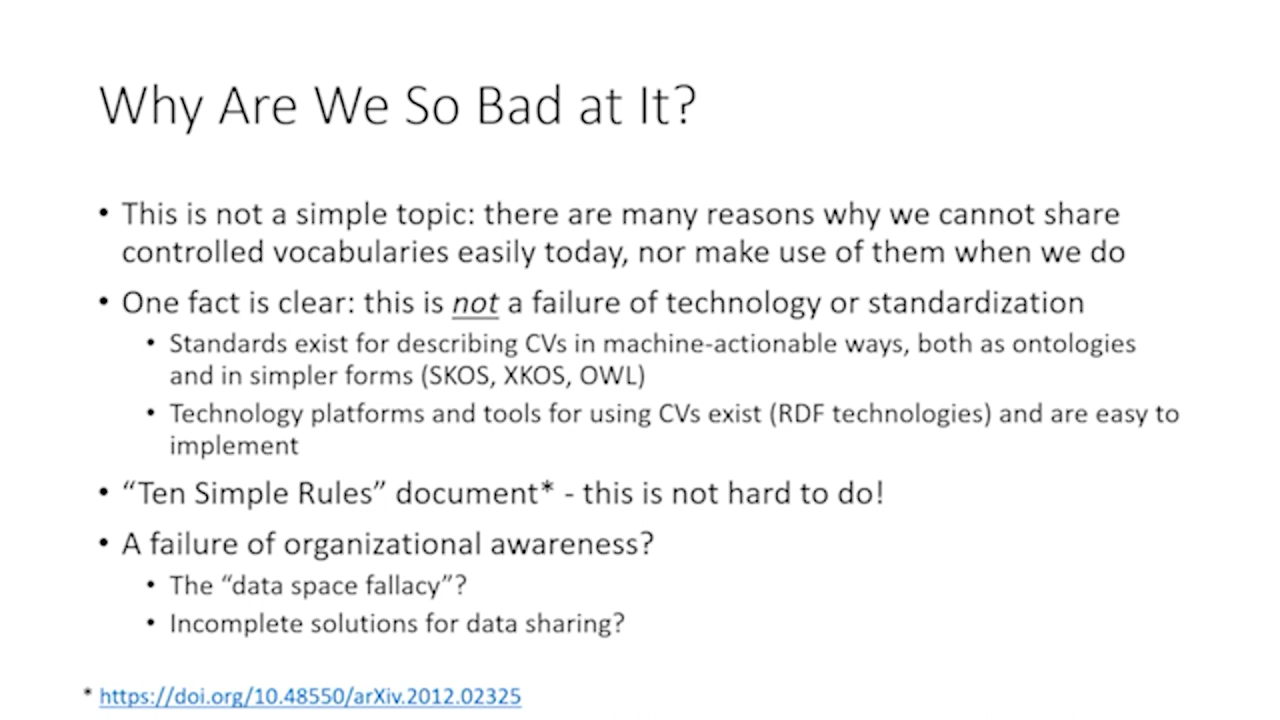 Why Are We So Bad at It?
• This is not a simple topic: there are many reasons why we cannot share
controlled vocabularies easily today, nor make use of them when we do
• One fact is clear: this is not a failure of technology or standardization
• Standards exist for describing CVs in machine-actionable ways, both as ontologies
and in simpler forms (SKOS, XKOS, OWL)
• Technology platforms and tools for using CVs exist (RDF technologies) and are easy to
implement
• “Ten Simple Rules” document* - this is not hard to do!
• A failure of organizational awareness?
• The “data space fallacy”?
• Incomplete solutions for data sharing?
* https://doi.org/10.48550/arXiv.2012.02325